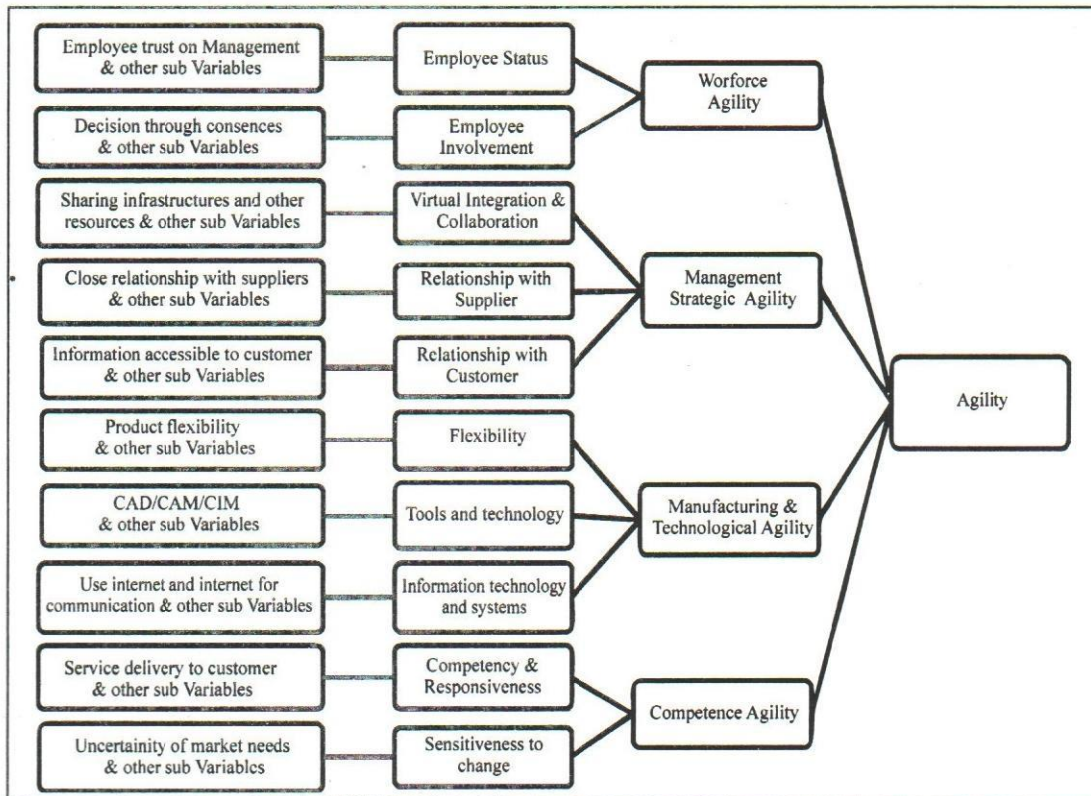 Employee trust on Management
& other sub Variables
Employee Status
Worforce
Agility
Decision through consences
& other sub Variables
Employee
Involvement
Sharing infrastructures and other
resources & other sub Variables
Virtual Integration &
Collaboration
Close relationship with suppliers
& other sub Variables
Relationship with
Supplier
Management
Strategic Agility
Information accessible to customer
& other sub Variables
Relationship with
Customer
Agility
Product flexibility
& other sub Variables
Flexibility
CAD/CAM/CIM
& other sub Variables
Tools and technology
Manufacturing &
Technological Agility
Use internet and internet for
communication & other sub Variables
Information technology
and systems
Service delivery to customer
& other sub Variables
Competency &
Responsiveness
Competence Agility
Uncertainity of market needs
& other sub Variables
Sensitiveness to
change